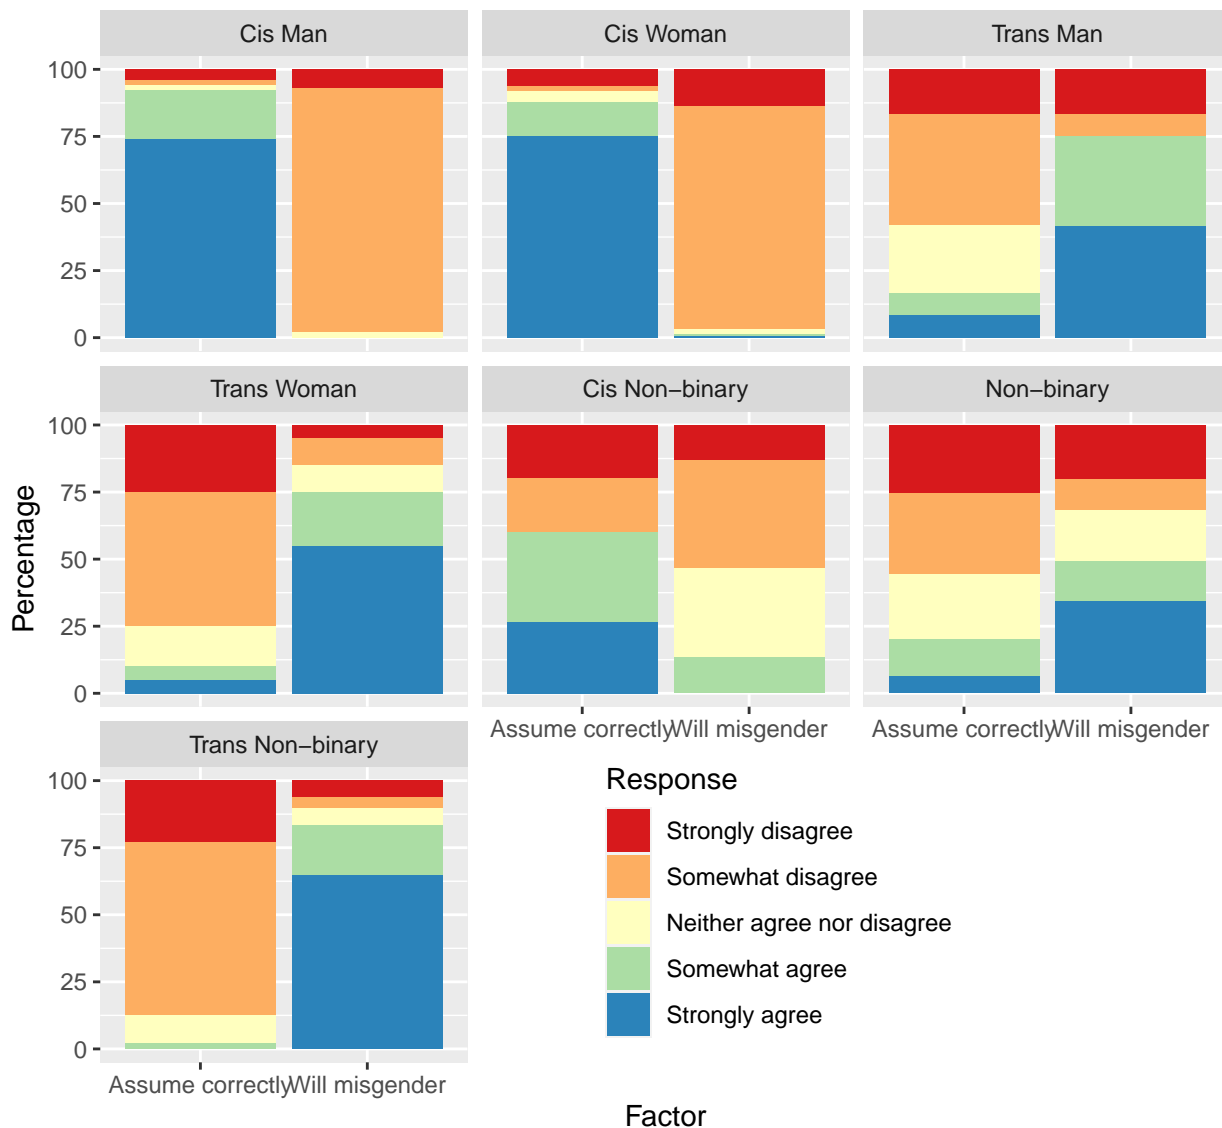 Cis Man
Cis Woman
Trans Man
100
75
50
25
0
Trans Woman
Cis Non−binary
Non−binary
100
75
50
25
0
Percentage
Assume correctly
Will misgender
Assume correctly
Will misgender
Trans Non−binary
100
75
50
25
0
Assume correctly
Will misgender
Response
Strongly disagree
Somewhat disagree
Neither agree nor disagree
Somewhat agree
Strongly agree
Factor